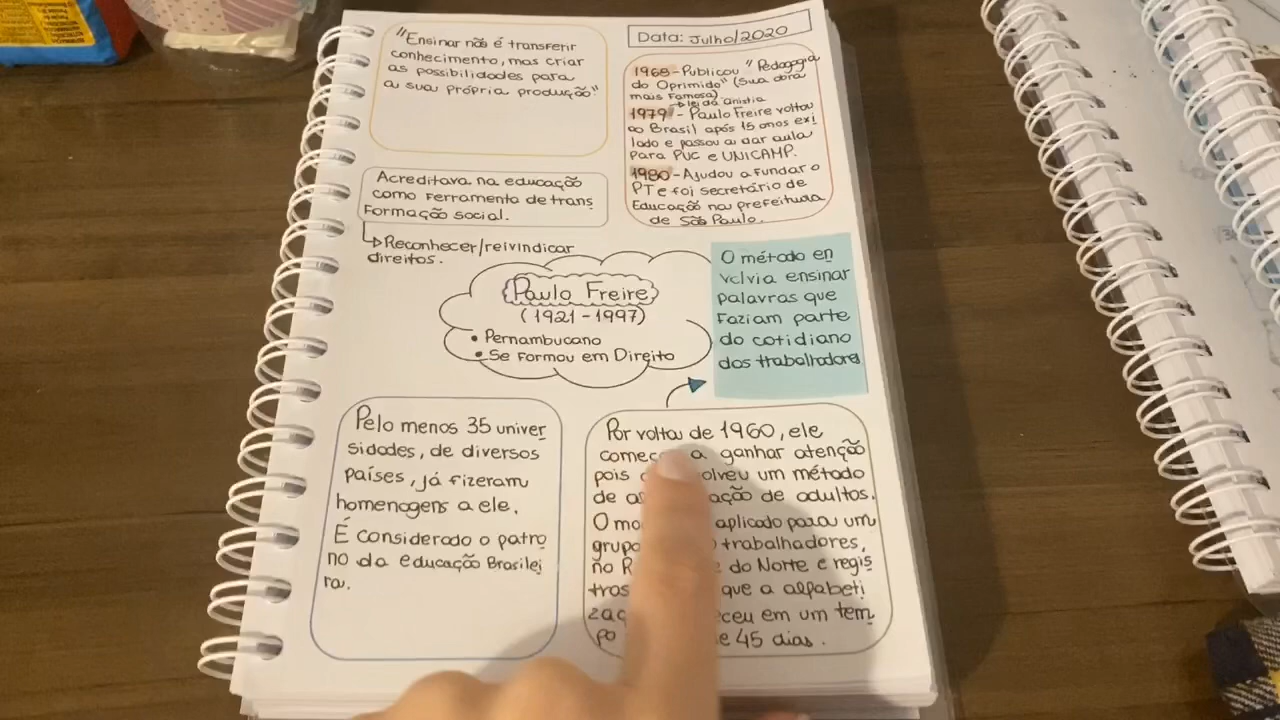 "Ensinar não é transferir
conhecimento, mas criar
as possibilidades para
a sua própria produção"
Data: Julho/2020
1968-Publicou "Pedagogia
do Oprimido" (sua obra
mais famosa)
→ lei da anistia
1979 - Paulo Freire voltou
ao Brasil após 15 anos exi
lado e passou a dar aula
para PUC e UNICAMP.
1980-Ajudou a fundar o
PT e foi secretário de
Educação na prefeitura
de São Paulo.
Acreditava na educação
como ferramenta de trans
formação social.
Reconhecer/reivindicar
direitos.
Paulo Freire
(1921-1997)
• Pernambucano
• Se formou em Direito
O método en
volvia ensinar
palavras que
faziam parte
do cotidiano
dos trabalhadores
Pelo menos 35 univer
sidades, de diversos
países, já fizeram
homenagens a ele.
É considerado o patro
no da educação Brasilei
ra.
Por volta de 1960, ele
a ganhar atenção
pois um método
de de adultos.
O aplicado para um
trabalhadores,
no do Norte e regis
que a alfabeti
em um tem
45 dias.